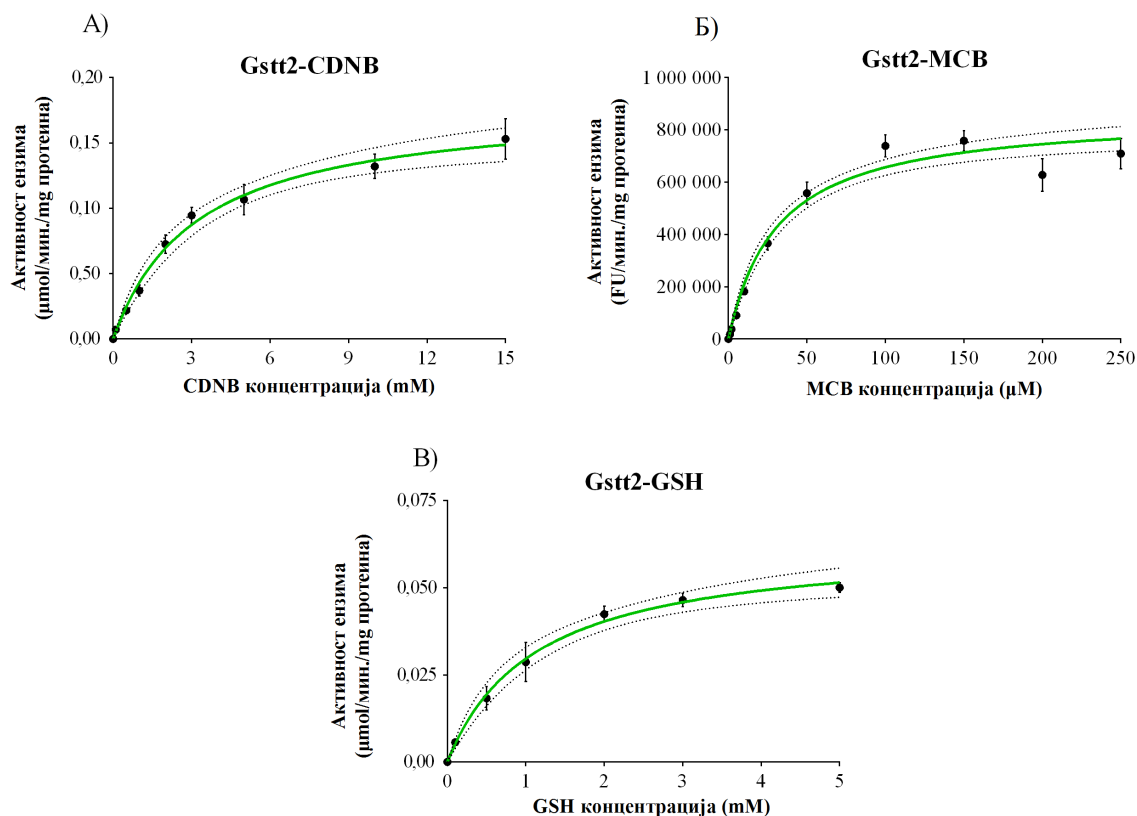 А)
Gstt2-CDNB
Активност ензима
(µmol/мин./mg протеина)
0,20
0,15
0,10
0,05
0,00
0
3
6
9
12
15
CDNB концентрација (mM)
Б)
Gstt2-MCB
Активност ензима
(FU/мин./mg протеина)
1 000 000
800 000
600 000
400 000
200 000
0
0
50
100
150
200
250
MCB концентрација (µM)
В)
Gstt2-GSH
Активност ензима
(µmol/мин./mg протеина)
0,075
0,050
0,025
0,00
0
1
2
3
4
5
GSH концентрација (mM)